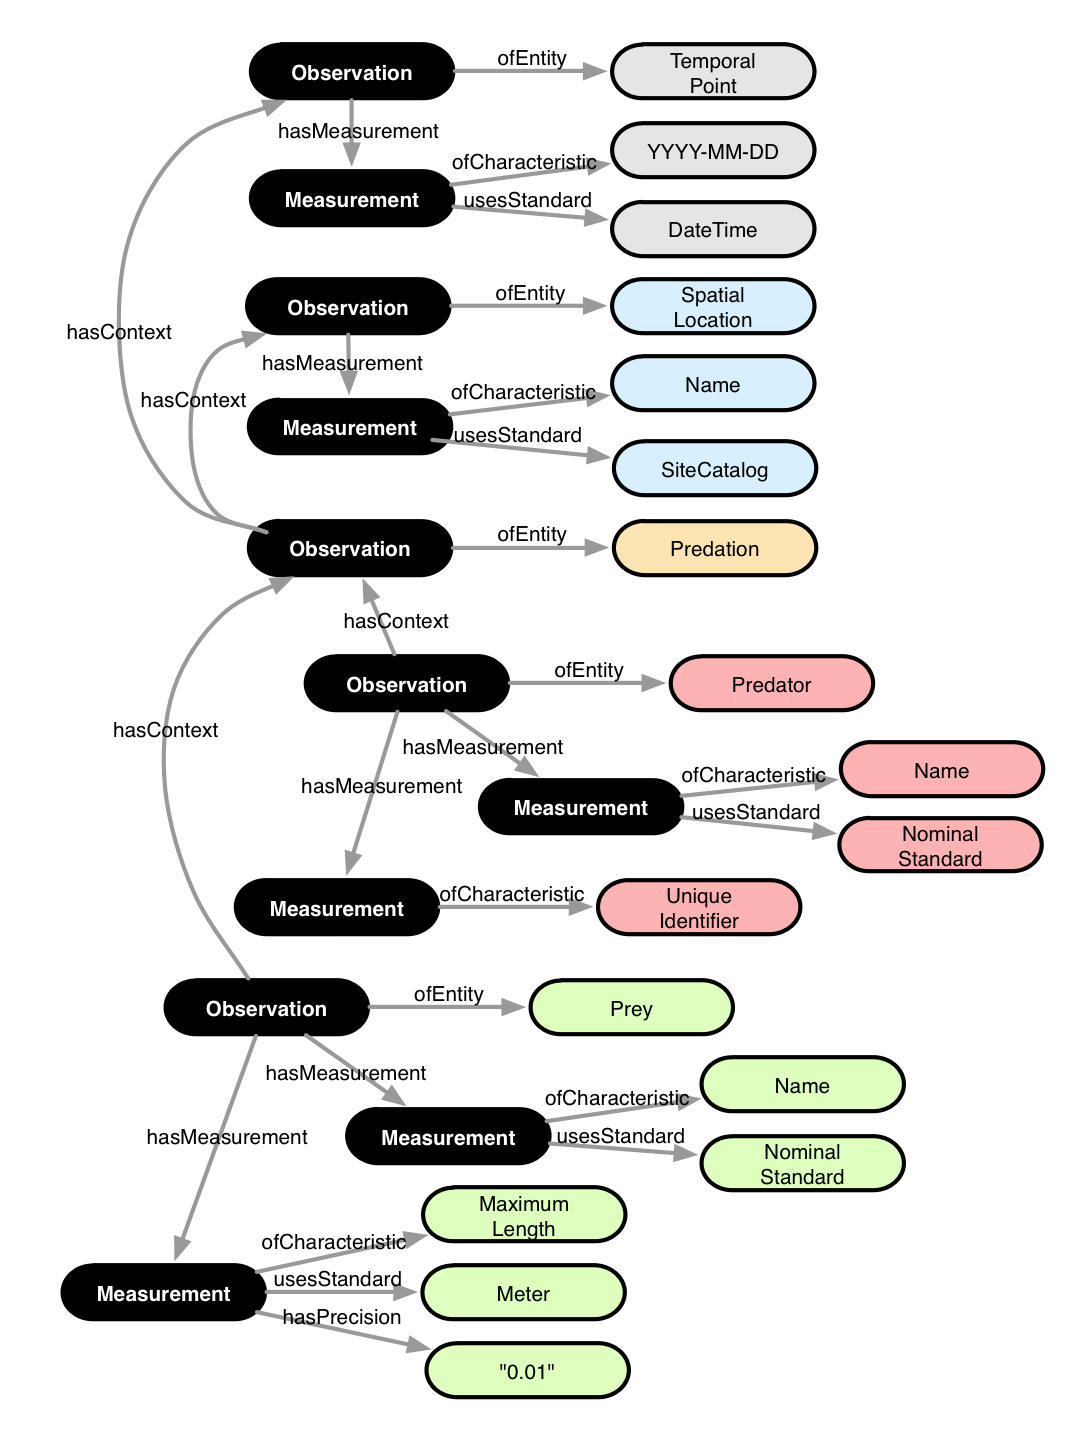 Observation
ofEntity
Temporal
Point
hasMeasurement
Measurement
ofCharacteristic
YYYY-MM-DD
usesStandard
DateTime
hasContext
Observation
ofEntity
Spatial
Location
hasMeasurement
Measurement
ofCharacteristic
Name
usesStandard
SiteCatalog
hasContext
Observation
ofEntity
Predation
hasContext
Observation
ofEntity
Predator
hasContext
hasMeasurement
Measurement
ofCharacteristic
Name
usesStandard
Nominal
Standard
hasMeasurement
Measurement
ofCharacteristic
Unique
Identifier
Observation
ofEntity
Prey
hasMeasurement
Measurement
ofCharacteristic
Name
usesStandard
Nominal
Standard
hasMeasurement
Measurement
ofCharacteristic
Maximum
Length
usesStandard
Meter
hasPrecision
"0.01"